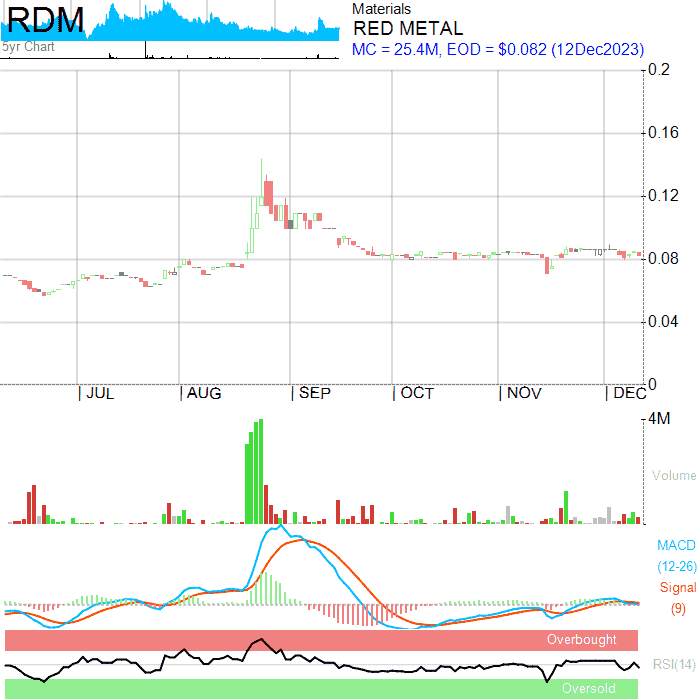 RDM
5yr Chart
Materials
RED METAL
MC = 25.4M, EOD = $0.082 (12Dec2023)
0.2
0.16
0.12
0.08
0.04
0
JUL AUG SEP OCT NOV DEC
4M
Volume
MACD
(12-26)
Signal
(9)
Overbought
RSI(14)
Oversold